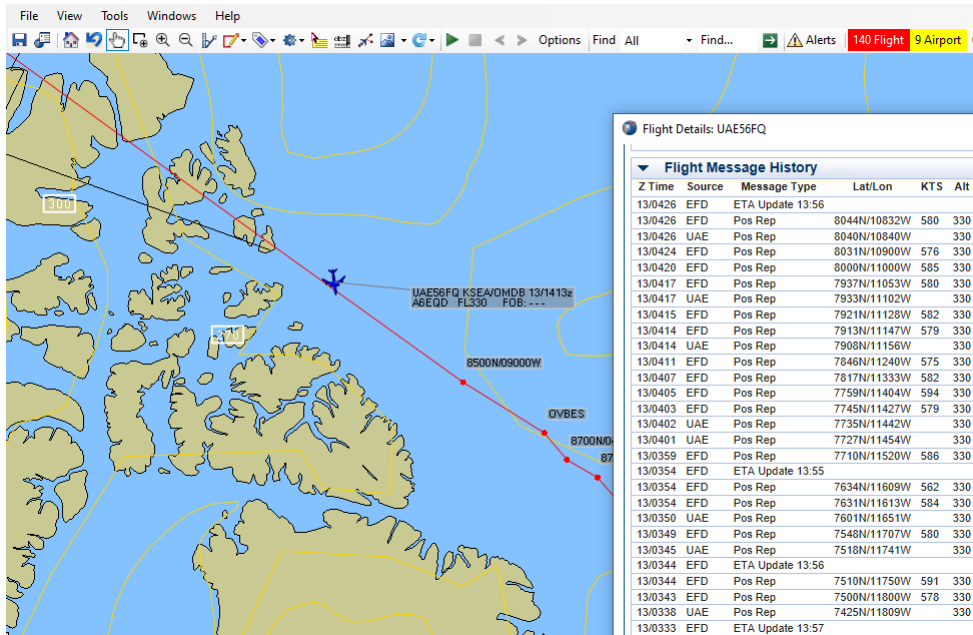 File View Tools Windows Help
Options Find All Find... Alerts 140 Flight 9 Airport
300
UAE56FQ KSEA/OMDB 13/1413z
A6EQD FL330 FOB: ---
270
8500N/09000W
OVBES
8700N/04
87
Flight Details: UAE56FQ
Flight Message History
Z Time Source Message Type Lat/Lon KTS Alt
13/0426 EFD ETA Update 13:56
13/0426 EFD Pos Rep 8044N/10832W 580 330
13/0426 UAE Pos Rep 8040N/10840W 330
13/0424 EFD Pos Rep 8031N/10900W 576 330
13/0420 EFD Pos Rep 8000N/11000W 585 330
13/0417 EFD Pos Rep 7937N/11053W 580 330
13/0417 UAE Pos Rep 7933N/11102W 330
13/0415 EFD Pos Rep 7921N/11128W 582 330
13/0414 EFD Pos Rep 7913N/11147W 579 330
13/0414 UAE Pos Rep 7908N/11156W 330
13/0411 EFD Pos Rep 7846N/11240W 575 330
13/0407 EFD Pos Rep 7817N/11333W 582 330
13/0405 EFD Pos Rep 7759N/11404W 594 330
13/0403 EFD Pos Rep 7745N/11427W 579 330
13/0402 UAE Pos Rep 7735N/11442W 330
13/0401 UAE Pos Rep 7727N/11454W 330
13/0359 EFD Pos Rep 7710N/11520W 586 330
13/0354 EFD ETA Update 13:55
13/0354 EFD Pos Rep 7634N/11609W 562 330
13/0354 EFD Pos Rep 7631N/11613W 584 330
13/0350 UAE Pos Rep 7601N/11651W 330
13/0349 EFD Pos Rep 7548N/11707W 580 330
13/0345 UAE Pos Rep 7518N/11741W 330
13/0344 EFD ETA Update 13:56
13/0344 EFD Pos Rep 7510N/11750W 591 330
13/0343 EFD Pos Rep 7500N/11800W 578 330
13/0338 UAE Pos Rep 7425N/11809W 330
13/0333 EFD ETA Update 13:57